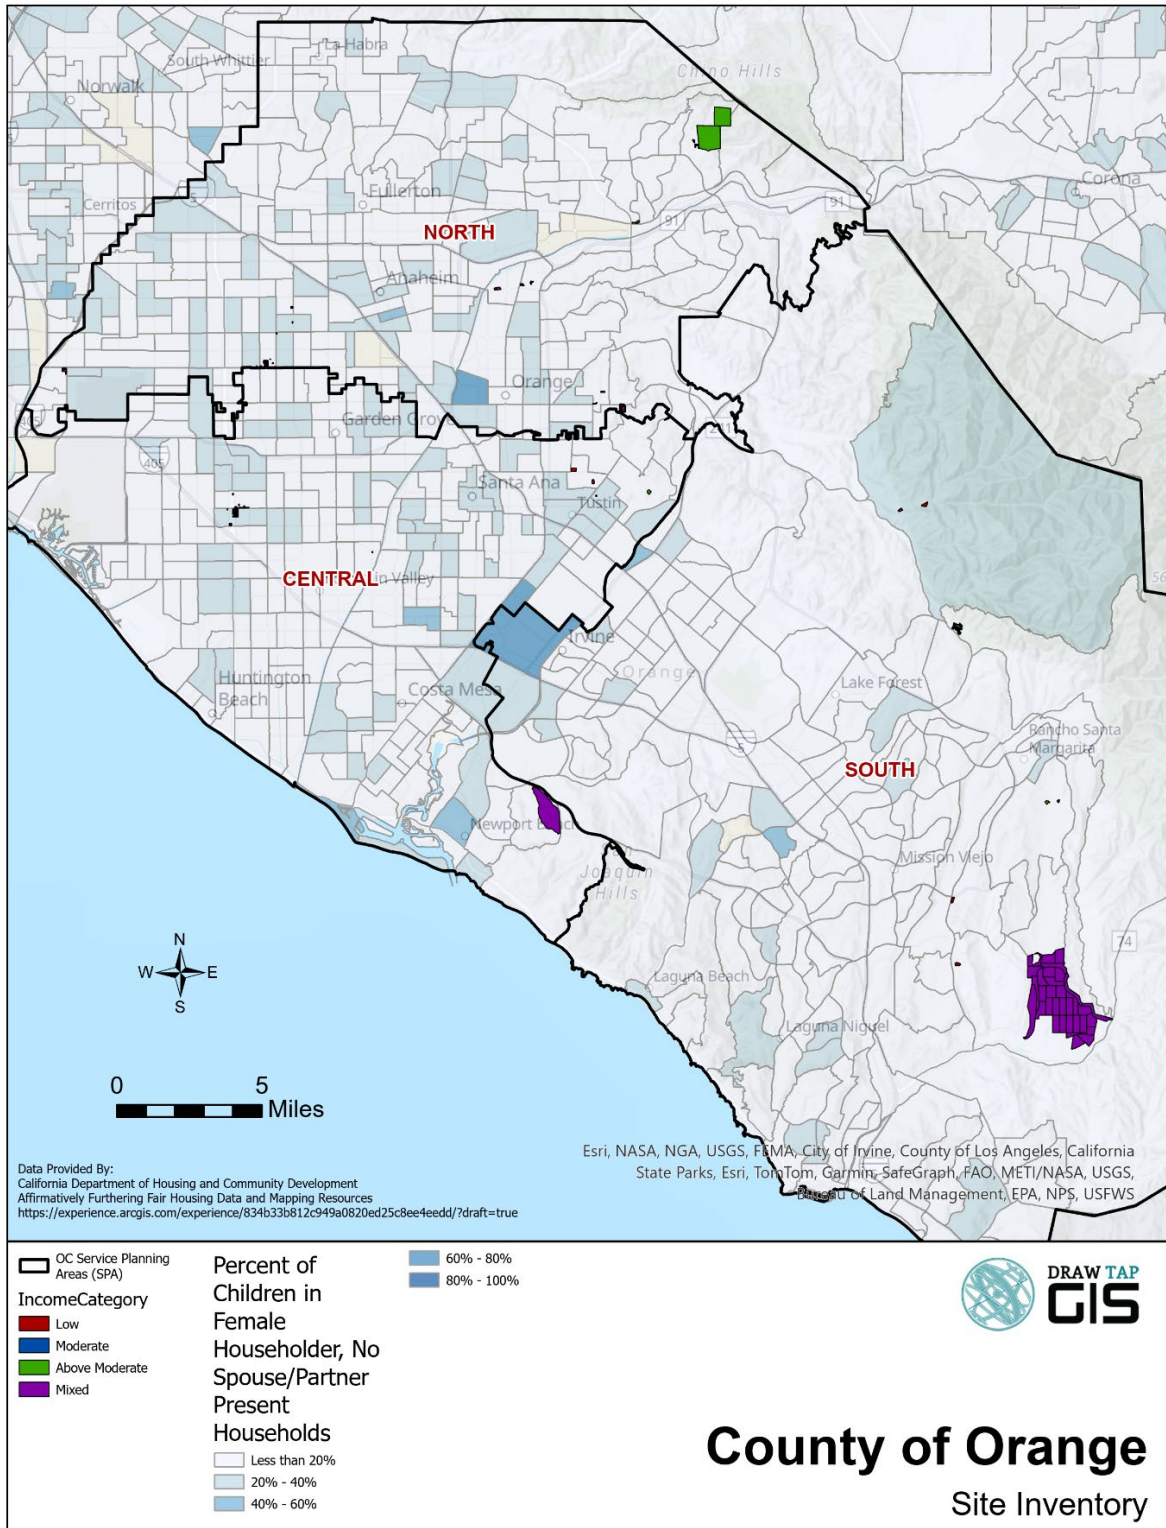 La Habra
South Whittier
Norwalk
Chino Hills
Corona
Cerritos
5
Fullerton
91
91
NORTH
Anaheim
Orange
405
Garden Grove
405
Santa Ana
Tustin
CENTRAL
in Valley
Irvine
Orange
Huntington
Beach
Costa Mesa
Lake Forest
Rancho Santa
Margarita
5
SOUTH
Newport Beach
Mission Viejo
Joaquin
Hills
74
Laguna Beach
Laguna Niguel
N
W
E
S
0
5
Miles
Esri, NASA, NGA, USGS, FEMA, City of Irvine, County of Los Angeles, California
State Parks, Esri, TomTom, Garmin, SafeGraph, FAO, METI/NASA, USGS,
Bureau of Land Management, EPA, NPS, USFWS
Data Provided By:
California Department of Housing and Community Development
Affirmatively Furthering Fair Housing Data and Mapping Resources
https://experience.arcgis.com/experience/834b33b812c949a0820ed25c8ee4eedd/?draft=true
OC Service Planning
Areas (SPA)
IncomeCategory
Low
Moderate
Above Moderate
Mixed
Percent of
Children in
Female
Householder, No
Spouse/Partner
Present
Households
Less than 20%
20% - 40%
40% - 60%
60% - 80%
80% - 100%
DRAW TAP
GIS
County of Orange
Site Inventory